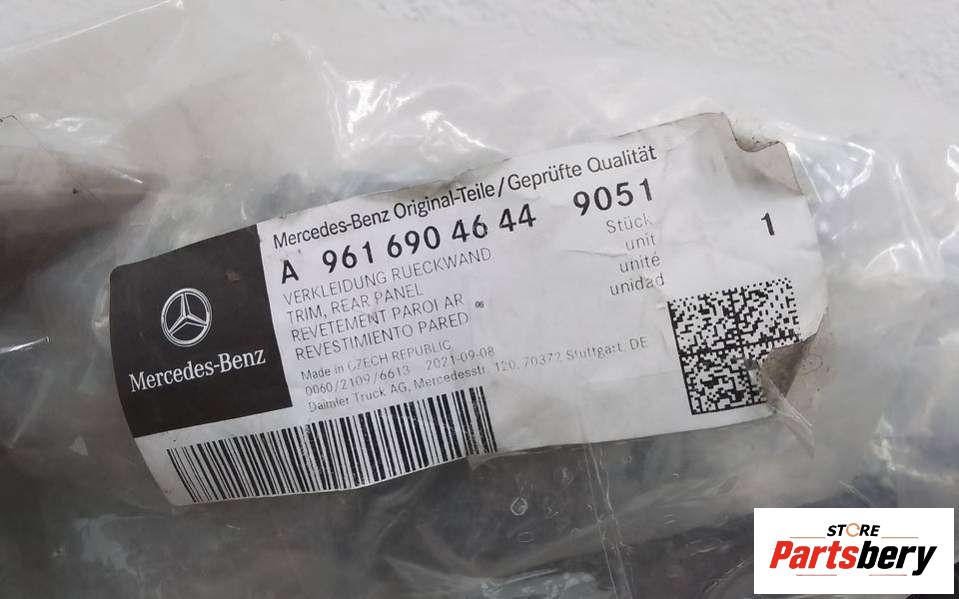 Mercedes-Benz Original-Teile/Geprüfte Qualität
A 961 690 46 44 9051
VERKLEIDUNG RUECKWAND
TRIM, REAR PANEL
REVETEMENT PAROI AR
REVESTIMIENTO PARED
Stück
unit
unité
unidad
1
Made in CZECH REPUBLIC
0060/2109/6613 2021-09-08
Daimler Truck AG, Mercedesstr. 120, 70372 Stuttgart, DE
Mercedes-Benz
STORE
Partsbery